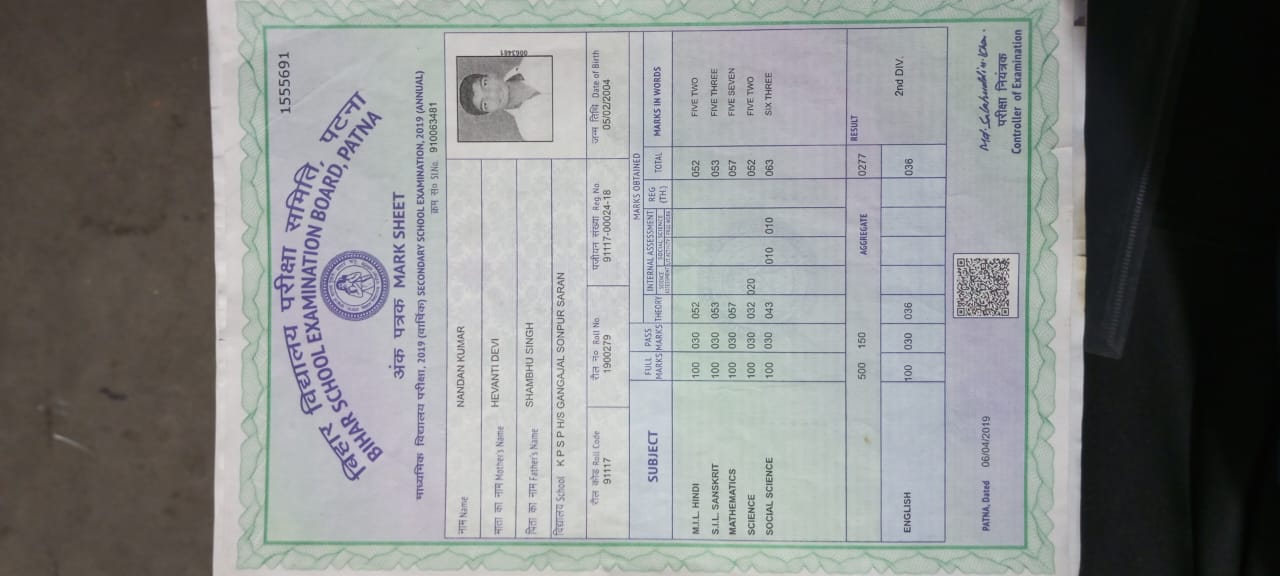 1555691
बिहार विद्यालय परीक्षा समिति, पटना
BIHAR SCHOOL EXAMINATION BOARD, PATNA
अंक पत्रक MARK SHEET
माध्यमिक विद्यालय परीक्षा, 2019 (वार्षिक) SECONDARY SCHOOL EXAMINATION, 2019 (ANNUAL)
क्रम सं० Sl.No. 910063481
0063481
नाम Name NANDAN KUMAR
माता का नाम Mother's Name HEVANTI DEVI
पिता का नाम Father's Name SHAMBHU SINGH
विद्यालय School K P S P H/S GANGAJAL SONPUR SARAN
रौल कोड Roll Code रौल नं० Roll No. पंजीयन संख्या Reg. No. जन्म तिथि Date of Birth
91117 1900279 91117-00024-18 05/02/2004
SUBJECT FULL MARKS PASS MARKS MARKS OBTAINED MARKS IN WORDS
THEORY INTERNAL ASSESSMENT REG (TH.) TOTAL
M.I.L. HINDI 100 030 052 052 FIVE TWO
S.I.L. SANSKRIT 100 030 053 053 FIVE THREE
MATHEMATICS 100 030 057 057 FIVE SEVEN
SCIENCE 100 030 032 020 052 FIVE TWO
SOCIAL SCIENCE 100 030 043 010 010 063 SIX THREE
500 150 AGGREGATE 0277 RESULT
ENGLISH 100 030 036 036 2nd DIV.
PATNA, Dated 06/04/2019
परीक्षा नियंत्रक
Controller of Examination